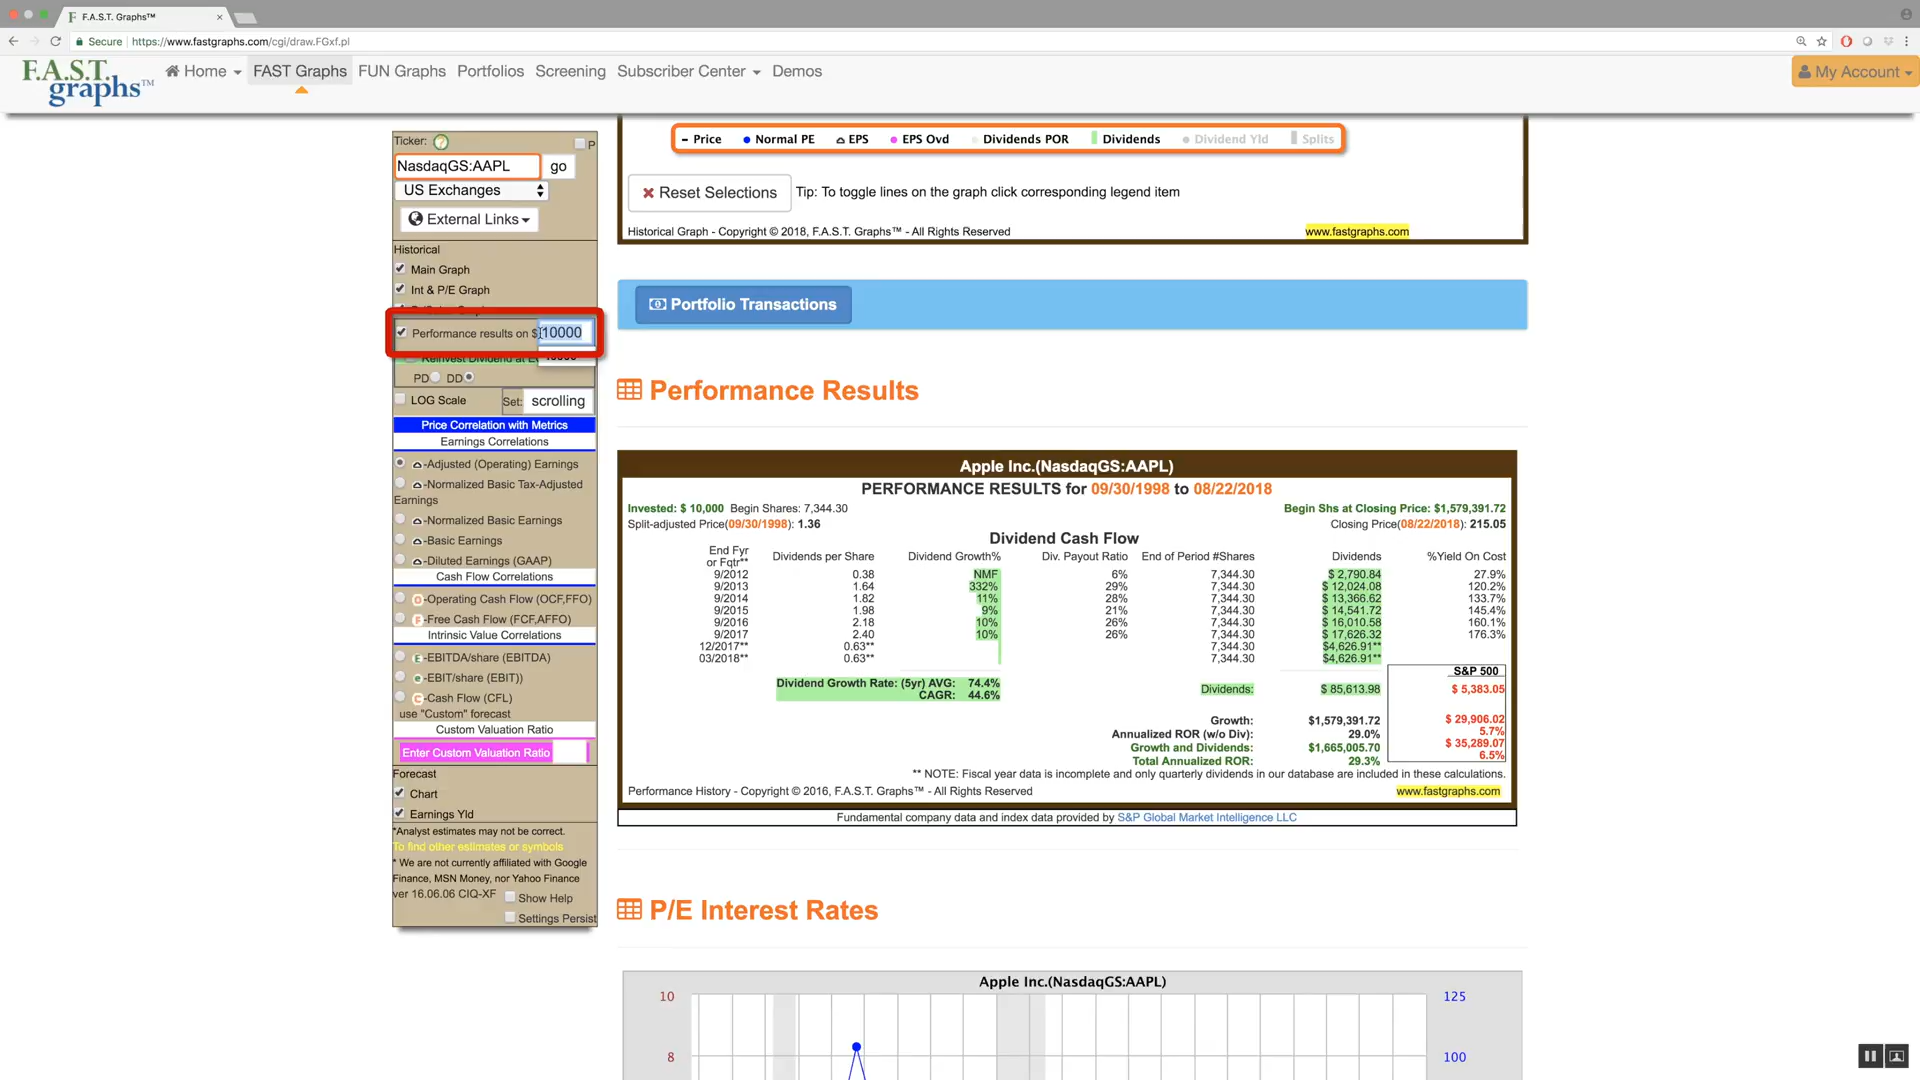 F.A.S.T. Graphs™
Secure https://www.fastgraphs.com/cgi/draw.FGxf.pl
F.A.S.T. graphs™
Home FAST Graphs FUN Graphs Portfolios Screening Subscriber Center Demos My Account
Ticker: P
NasdaqGS:AAPL go
US Exchanges
External Links
Historical
Main Graph
Int & P/E Graph
Performance results on $ 10000
Reinvest Dividend at
PD DD
LOG Scale Set: scrolling
Price Correlation with Metrics
Earnings Correlations
-Adjusted (Operating) Earnings
-Normalized Basic Tax-Adjusted
Earnings
-Normalized Basic Earnings
-Basic Earnings
-Diluted Earnings (GAAP)
Cash Flow Correlations
O-Operating Cash Flow (OCF,FFO)
F-Free Cash Flow (FCF,AFFO)
Intrinsic Value Correlations
E-EBITDA/share (EBITDA)
e-EBIT/share (EBIT))
C-Cash Flow (CFL)
use "Custom" forecast
Custom Valuation Ratio
Enter Custom Valuation Ratio
Forecast
Chart
Earnings Yld
*Analyst estimates may not be correct.
To find other estimates or symbols
* We are not currently affiliated with Google
Finance, MSN Money, nor Yahoo Finance
ver 16.06.06 CIQ-XF Show Help
Settings Persist
Price Normal PE EPS EPS Ovd Dividends POR Dividends Dividend Yld Splits
Reset Selections Tip: To toggle lines on the graph click corresponding legend item
Historical Graph - Copyright © 2018, F.A.S.T. Graphs™ - All Rights Reserved www.fastgraphs.com
Portfolio Transactions
Performance Results
Apple Inc.(NasdaqGS:AAPL)
PERFORMANCE RESULTS for 09/30/1998 to 08/22/2018
Invested: $ 10,000 Begin Shares: 7,344.30 Begin Shs at Closing Price: $1,579,391.72
Split-adjusted Price(09/30/1998): 1.36 Closing Price(08/22/2018): 215.05
Dividend Cash Flow
End Fyr or Fqtr** Dividends per Share Dividend Growth% Div. Payout Ratio End of Period #Shares Dividends %Yield On Cost
9/2012 0.38 NMF 6% 7,344.30 $ 2,790.84 27.9%
9/2013 1.64 332% 29% 7,344.30 $ 12,024.08 120.2%
9/2014 1.82 11% 28% 7,344.30 $ 13,366.62 133.7%
9/2015 1.98 9% 21% 7,344.30 $ 14,541.72 145.4%
9/2016 2.18 10% 26% 7,344.30 $ 16,010.58 160.1%
9/2017 2.40 10% 26% 7,344.30 $ 17,626.32 176.3%
12/2017** 0.63** 7,344.30 $4,626.91**
03/2018** 0.63** 7,344.30 $4,626.91**
S&P 500
Dividend Growth Rate: (5yr) AVG: 74.4% Dividends: $ 85,613.98 $ 5,383.05
CAGR: 44.6%
Growth: $1,579,391.72 $ 29,906.02
Annualized ROR (w/o Div): 29.0% 5.7%
Growth and Dividends: $1,665,005.70 $ 35,289.07
Total Annualized ROR: 29.3% 6.5%
** NOTE: Fiscal year data is incomplete and only quarterly dividends in our database are included in these calculations.
Performance History - Copyright © 2016, F.A.S.T. Graphs™ - All Rights Reserved www.fastgraphs.com
Fundamental company data and index data provided by S&P Global Market Intelligence LLC
P/E Interest Rates
Apple Inc.(NasdaqGS:AAPL)
10 125
8 100